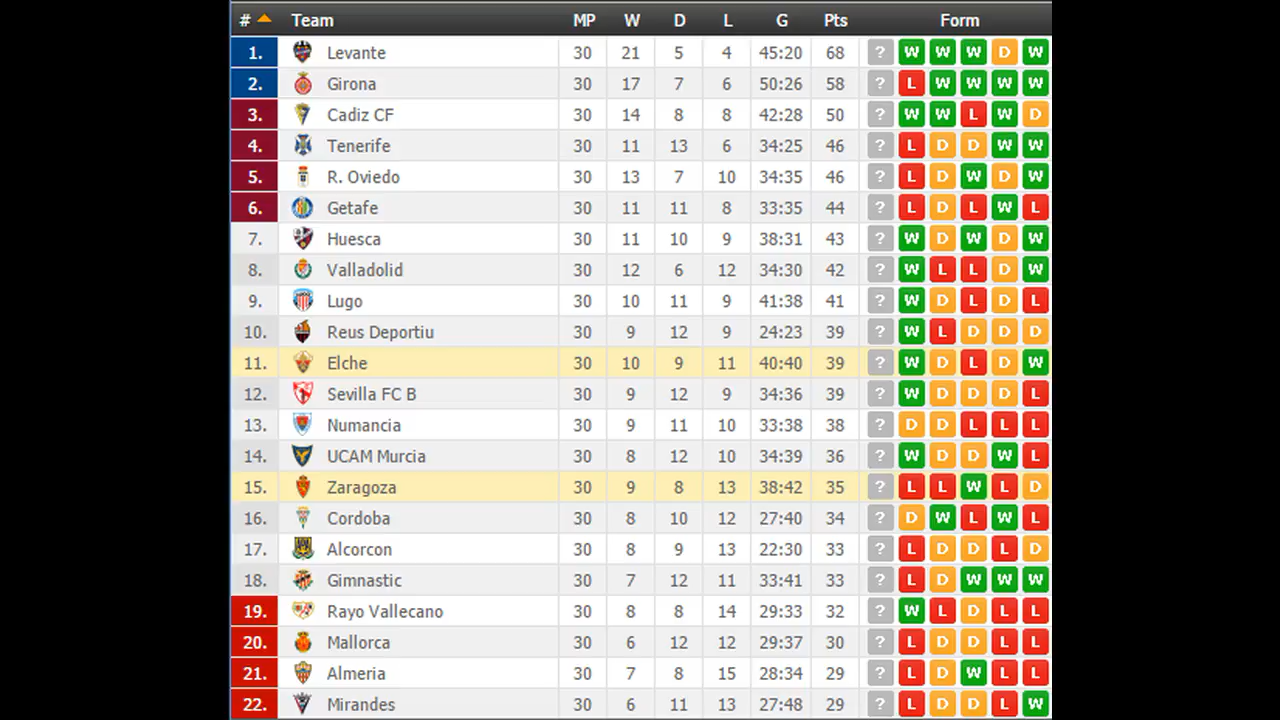 # Team MP W D L G Pts Form
1. Levante 30 21 5 4 45:20 68 ? W W W D W
2. Girona 30 17 7 6 50:26 58 ? L W W W W
3. Cadiz CF 30 14 8 8 42:28 50 ? W W L W D
4. Tenerife 30 11 13 6 34:25 46 ? L D D W W
5. R. Oviedo 30 13 7 10 34:35 46 ? L D W D W
6. Getafe 30 11 11 8 33:35 44 ? L D L W L
7. Huesca 30 11 10 9 38:31 43 ? W D W D W
8. Valladolid 30 12 6 12 34:30 42 ? W L L D W
9. Lugo 30 10 11 9 41:38 41 ? W D L D L
10. Reus Deportiu 30 9 12 9 24:23 39 ? W L D D D
11. Elche 30 10 9 11 40:40 39 ? W D L D W
12. Sevilla FC B 30 9 12 9 34:36 39 ? W D D D L
13. Numancia 30 9 11 10 33:38 38 ? D D L L L
14. UCAM Murcia 30 8 12 10 34:39 36 ? W D D W L
15. Zaragoza 30 9 8 13 38:42 35 ? L L W L D
16. Cordoba 30 8 10 12 27:40 34 ? D W L W L
17. Alcorcon 30 8 9 13 22:30 33 ? L D D L D
18. Gimnastic 30 7 12 11 33:41 33 ? L D W W W
19. Rayo Vallecano 30 8 8 14 29:33 32 ? W L D L L
20. Mallorca 30 6 12 12 29:37 30 ? L D D L L
21. Almeria 30 7 8 15 28:34 29 ? L D W L L
22. Mirandes 30 6 11 13 27:48 29 ? L D D L W